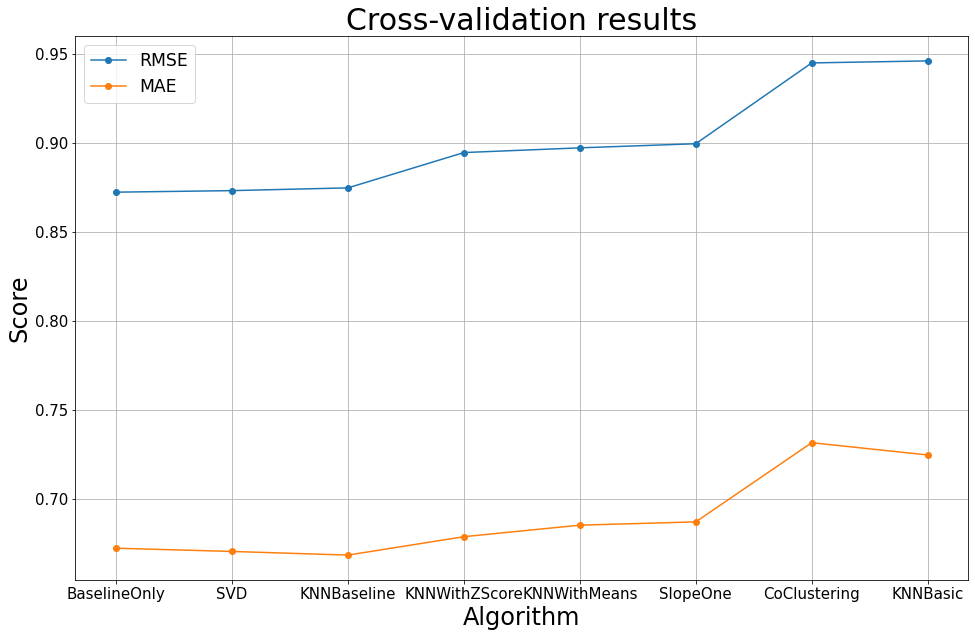 Cross-validation results
RMSE
MAE
Score
0.95
0.90
0.85
0.80
0.75
0.70
BaselineOnly SVD KNNBaseline KNNWithZScore KNNWithMeans SlopeOne CoClustering KNNBasic
Algorithm